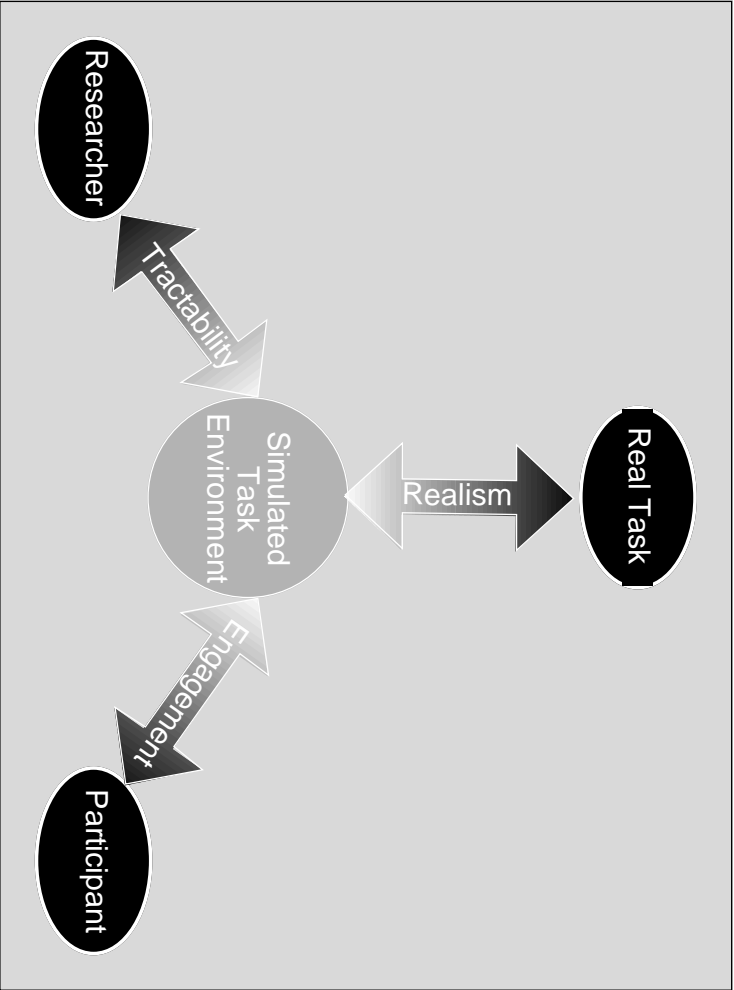 Real Task
Realism
Simulated
Task
Environment
Tractability
Engagement
Researcher
Participant